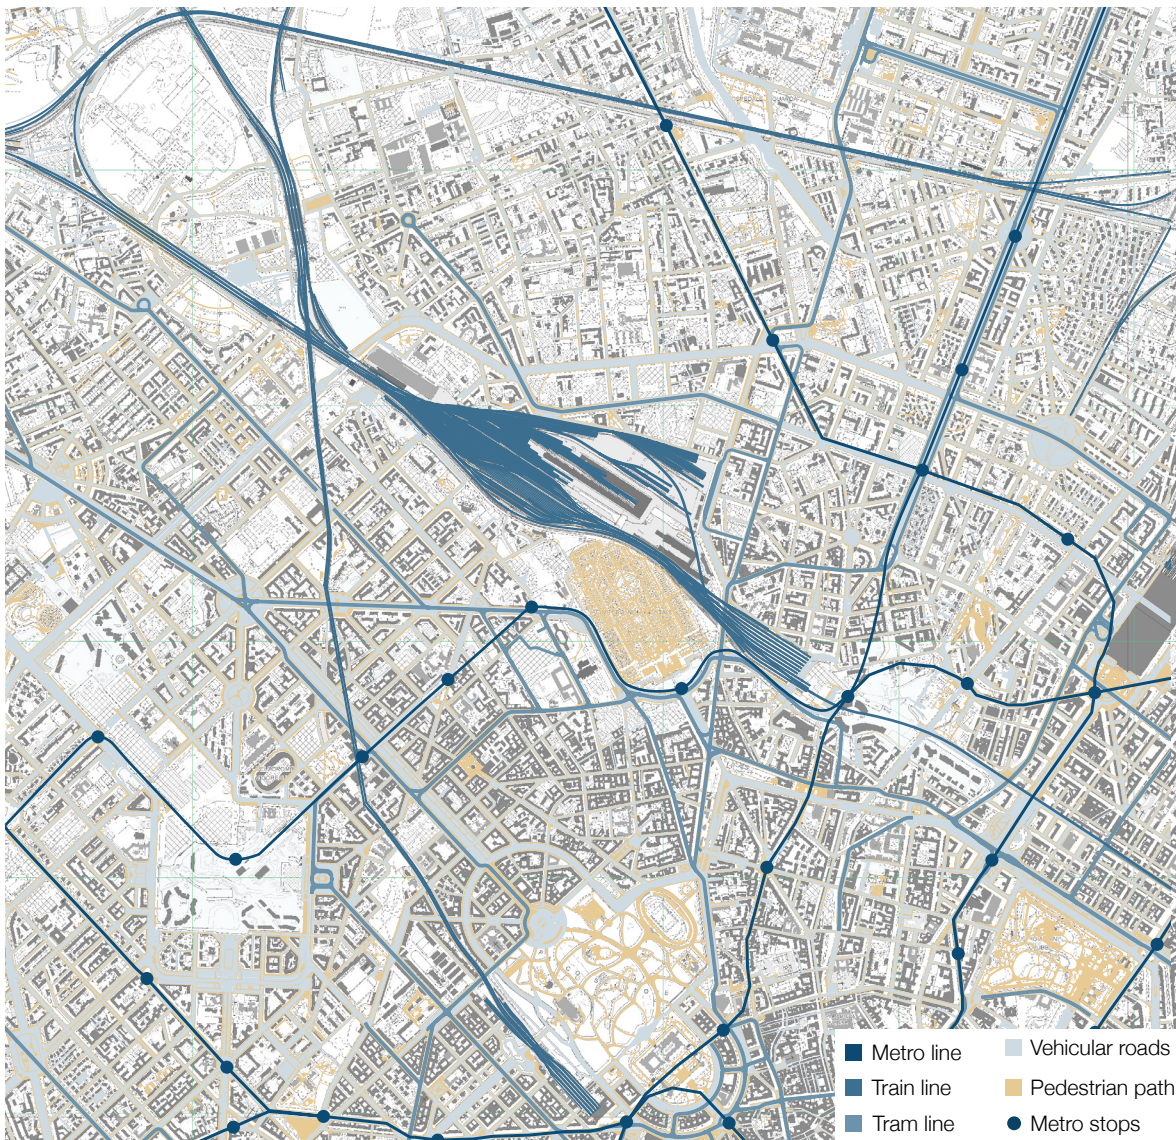 Metro line
Train line
Tram line
Vehicular roads
Pedestrian path
Metro stops